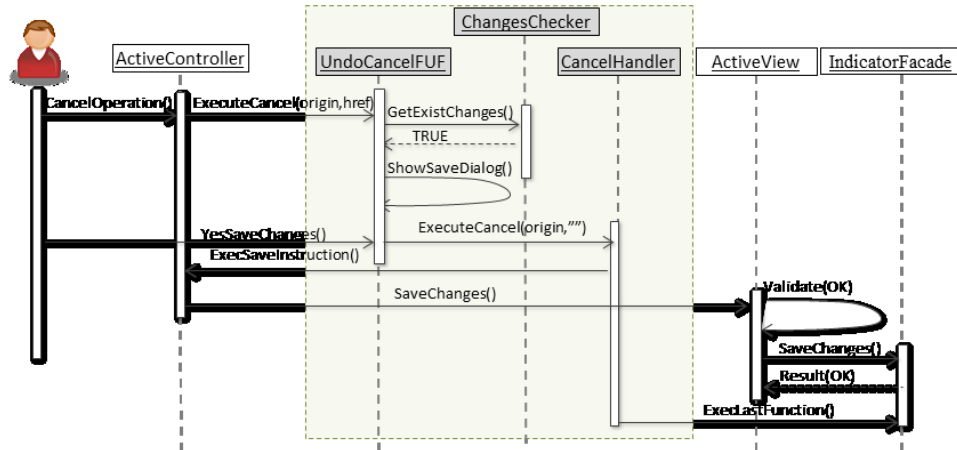 ChangesChecker
ActiveController
UndoCancelFUF
CancelHandler
ActiveView
IndicatorFacade
CancelOperation()
ExecuteCancel(origin,href)
GetExistChanges()
TRUE
ShowSaveDialog()
YesSaveChanges()
ExecuteCancel(origin,"")
ExecSaveInstruction()
SaveChanges()
Validate(OK)
SaveChanges()
Result(OK)
ExecLastFunction()